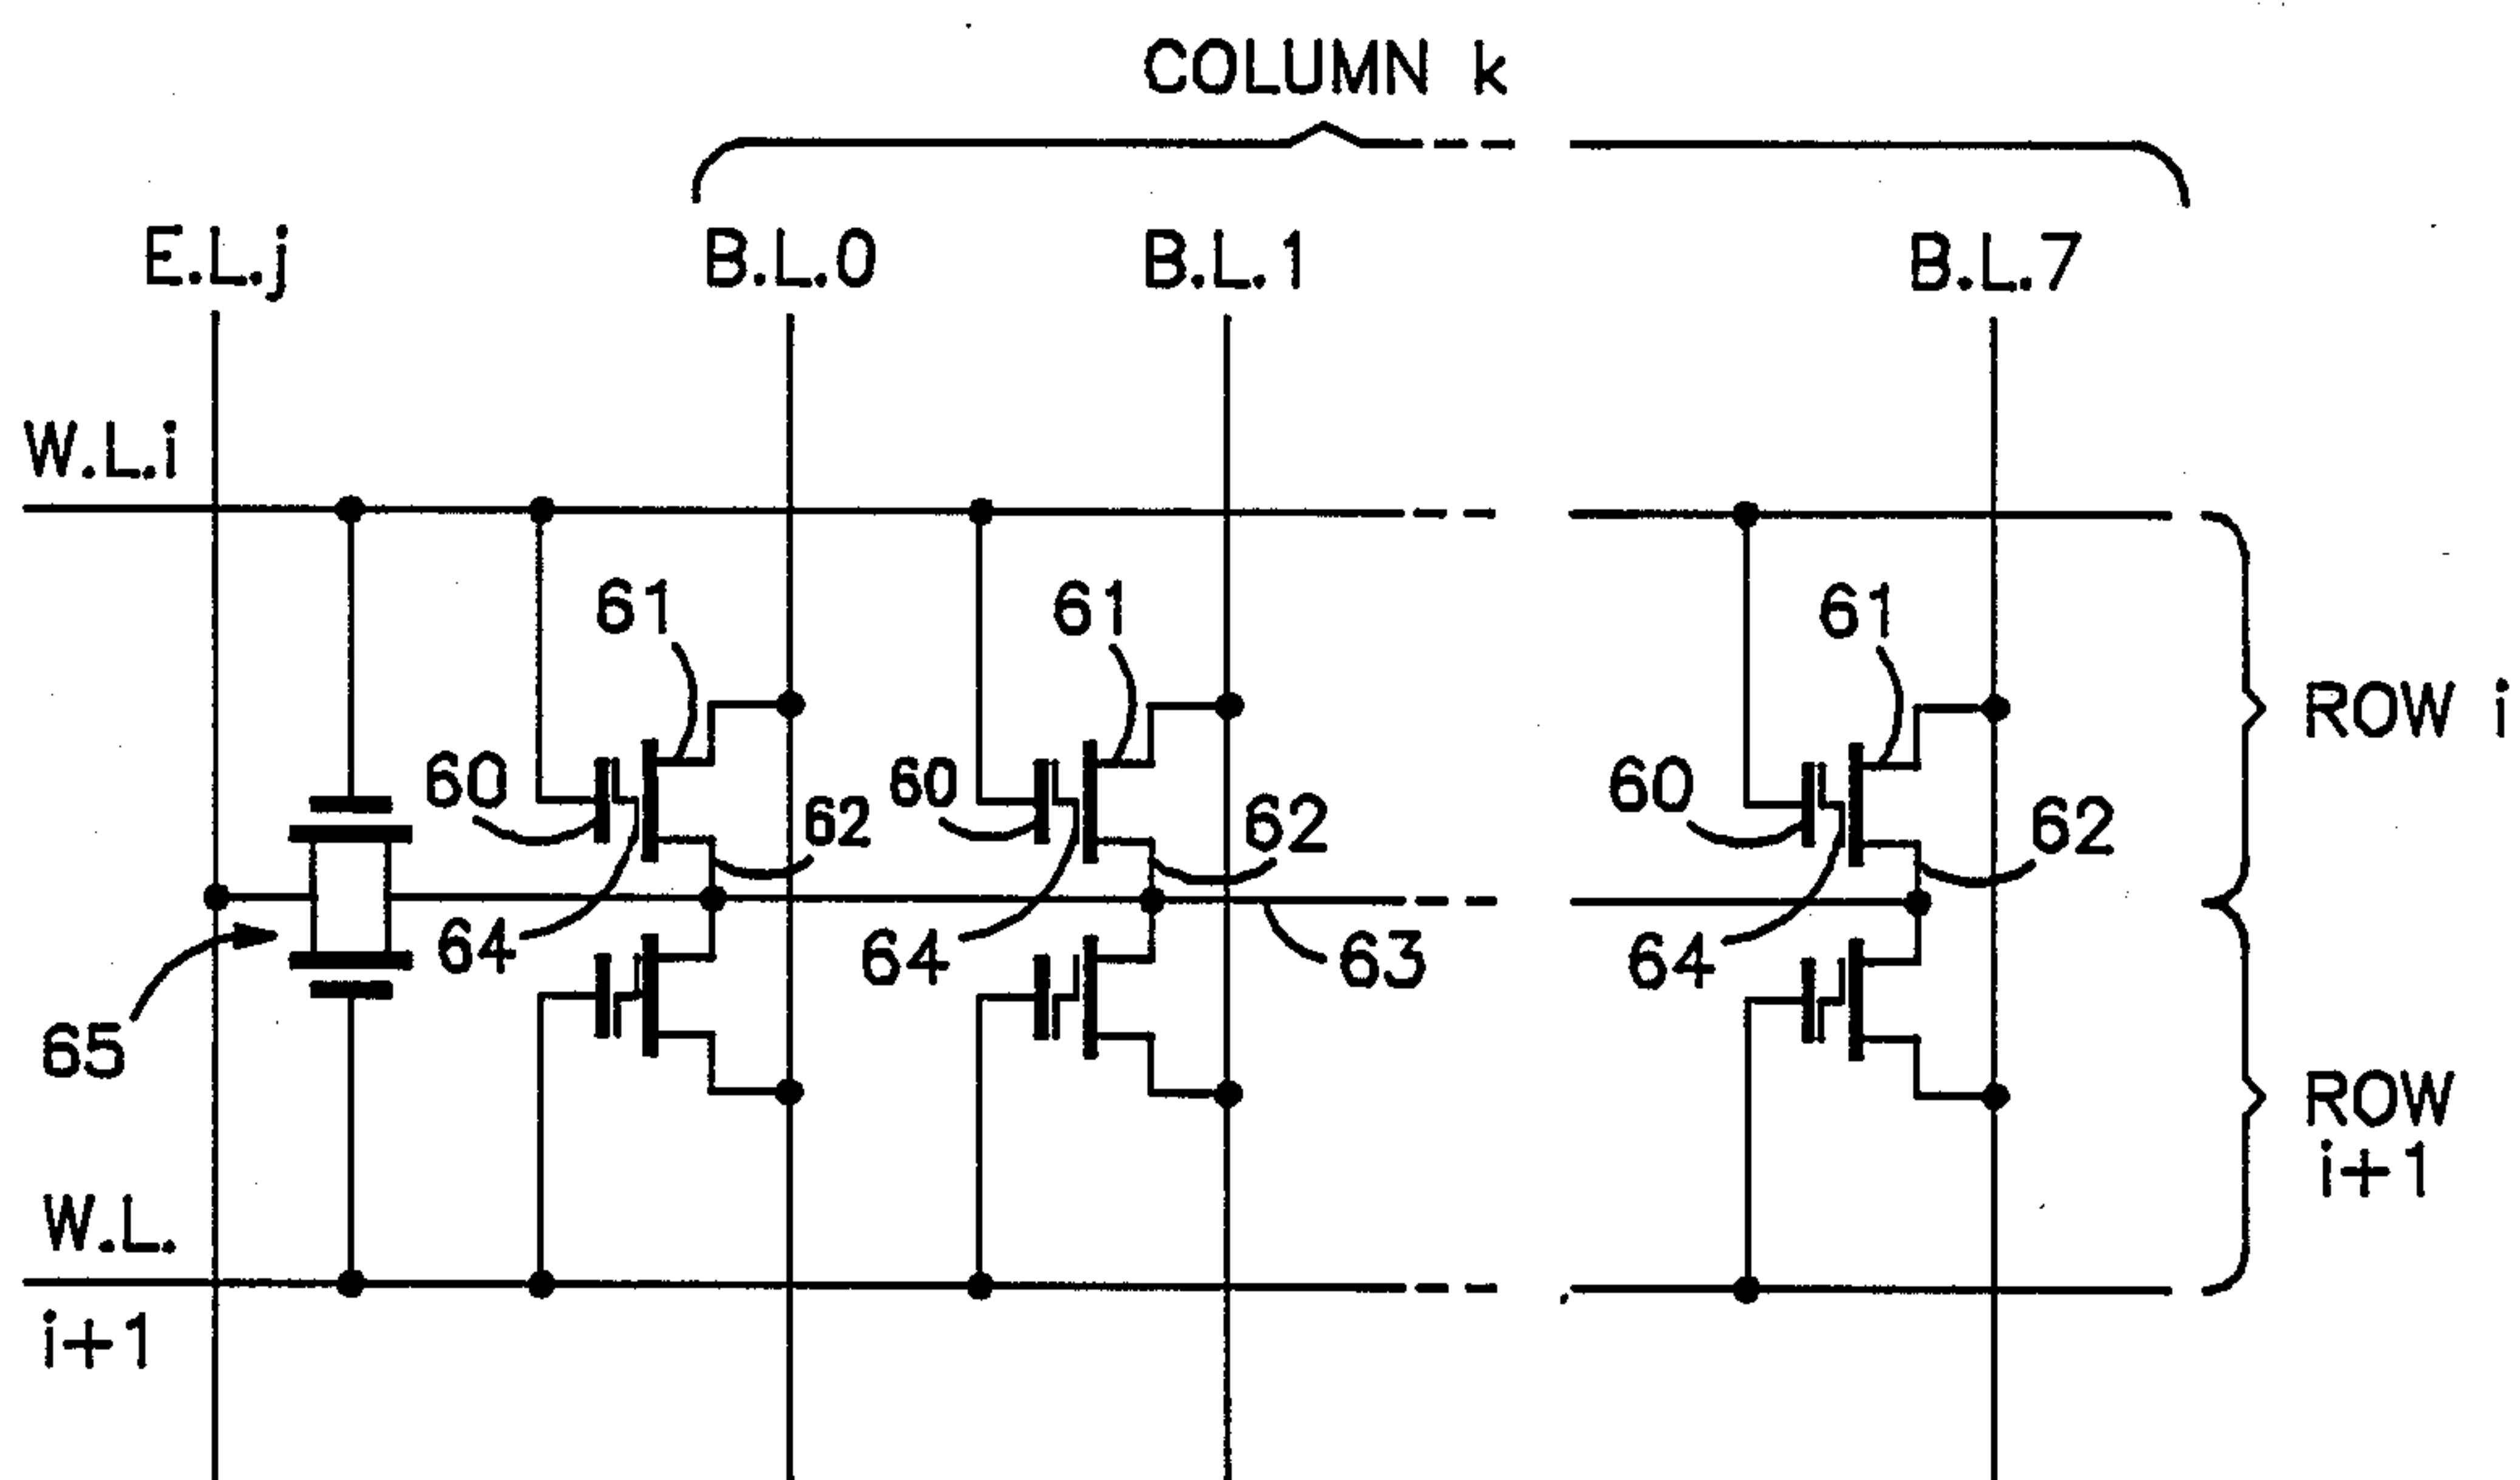 COLUMN k
E.L.j
B.L.0
B.L.1
B.L.7
W.L.i
61
61
61
60
62
60
62
60
62
ROW i
64
64
63
64
65
ROW
i+1
W.L.
i+1